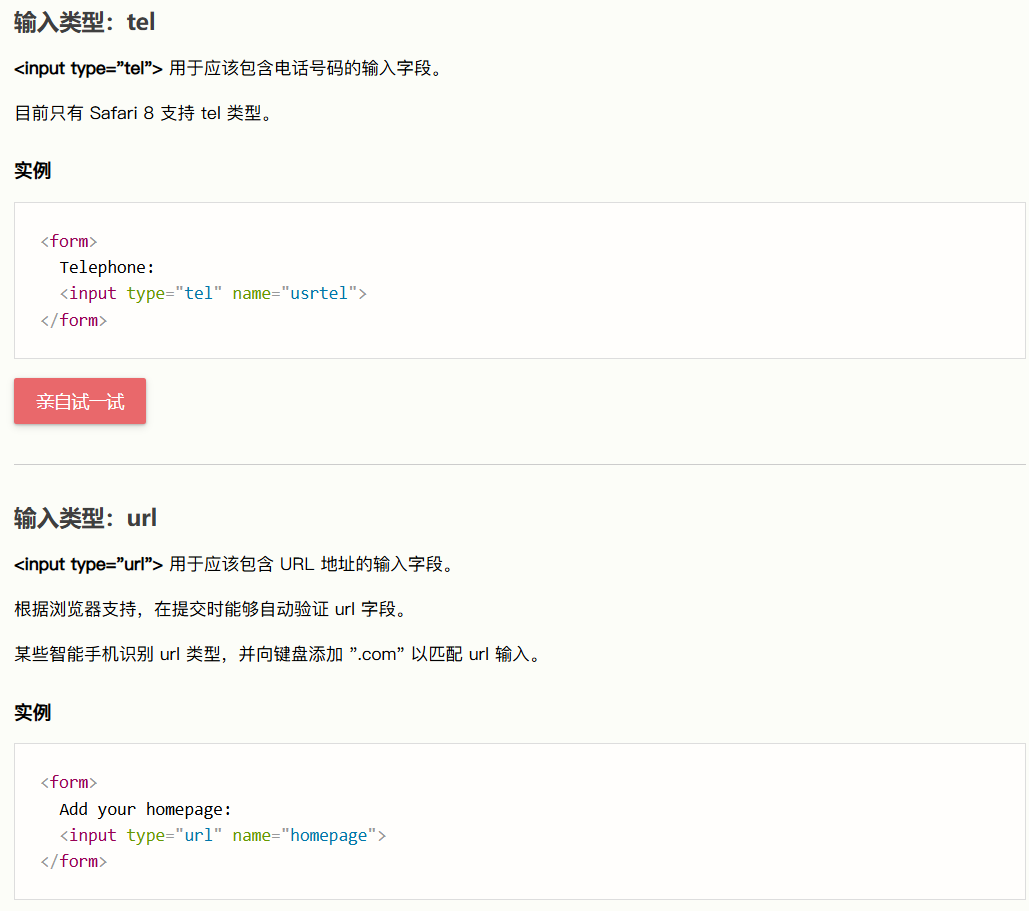 输入类型：tel
<input type=”tel”> 用于应该包含电话号码的输入字段。
目前只有 Safari 8 支持 tel 类型。
实例
<form>
  Telephone:
  <input type="tel" name="usrtel">
</form>
亲自试一试
输入类型：url
<input type=”url”> 用于应该包含 URL 地址的输入字段。
根据浏览器支持，在提交时能够自动验证 url 字段。
某些智能手机识别 url 类型，并向键盘添加 ”.com” 以匹配 url 输入。
实例
<form>
  Add your homepage:
  <input type="url" name="homepage">
</form>